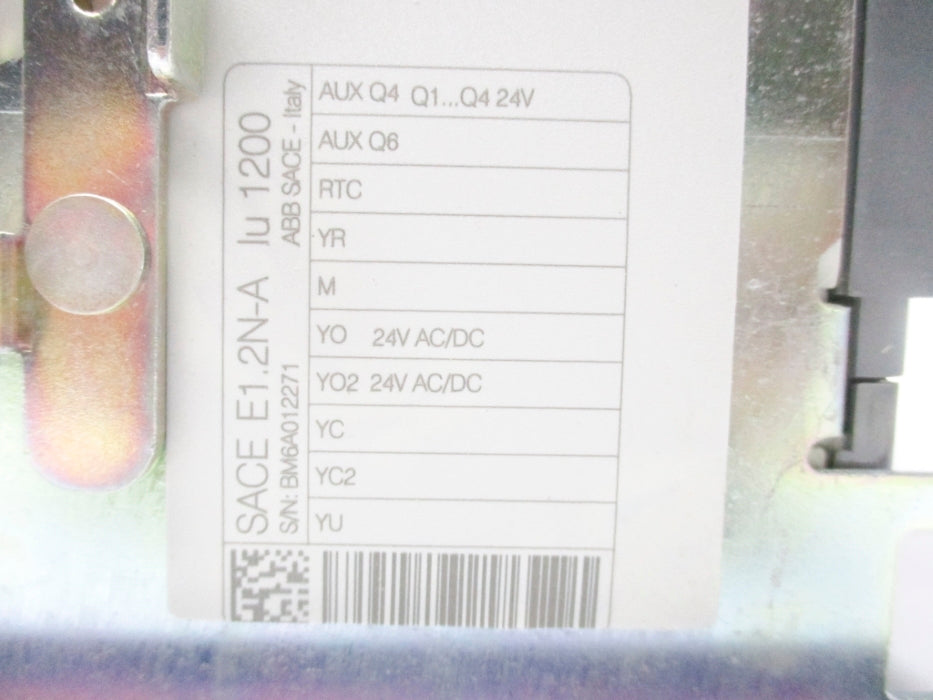 SACE E1.2N-A Iu 1200
S/N: BM6A012271 ABB SACE - Italy
AUX Q4 Q1...Q4 24V
AUX Q6
RTC
YR
M
YO 24V AC/DC
YO2 24V AC/DC
YC
YC2
YU